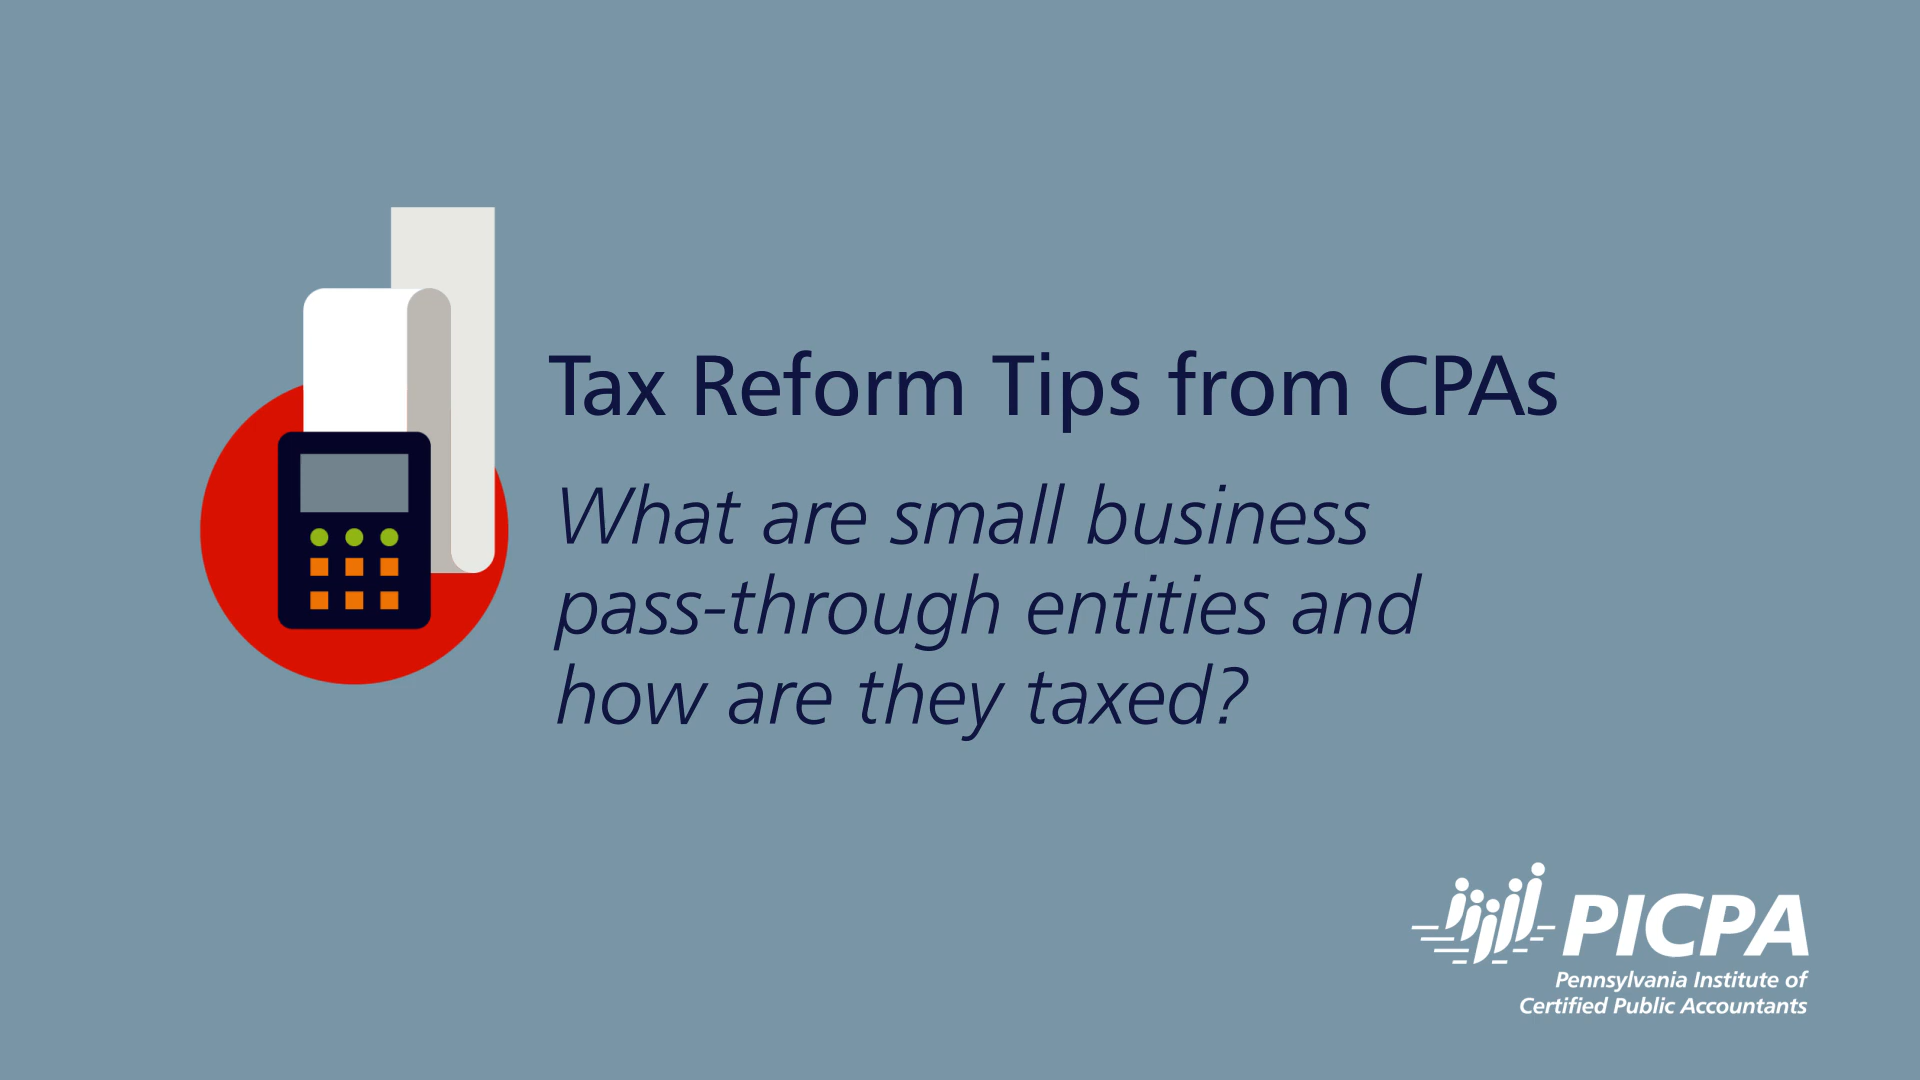 Tax Reform Tips from CPAs
What are small business
pass-through entities and
how are they taxed?
PICPA
Pennsylvania Institute of
Certified Public Accountants